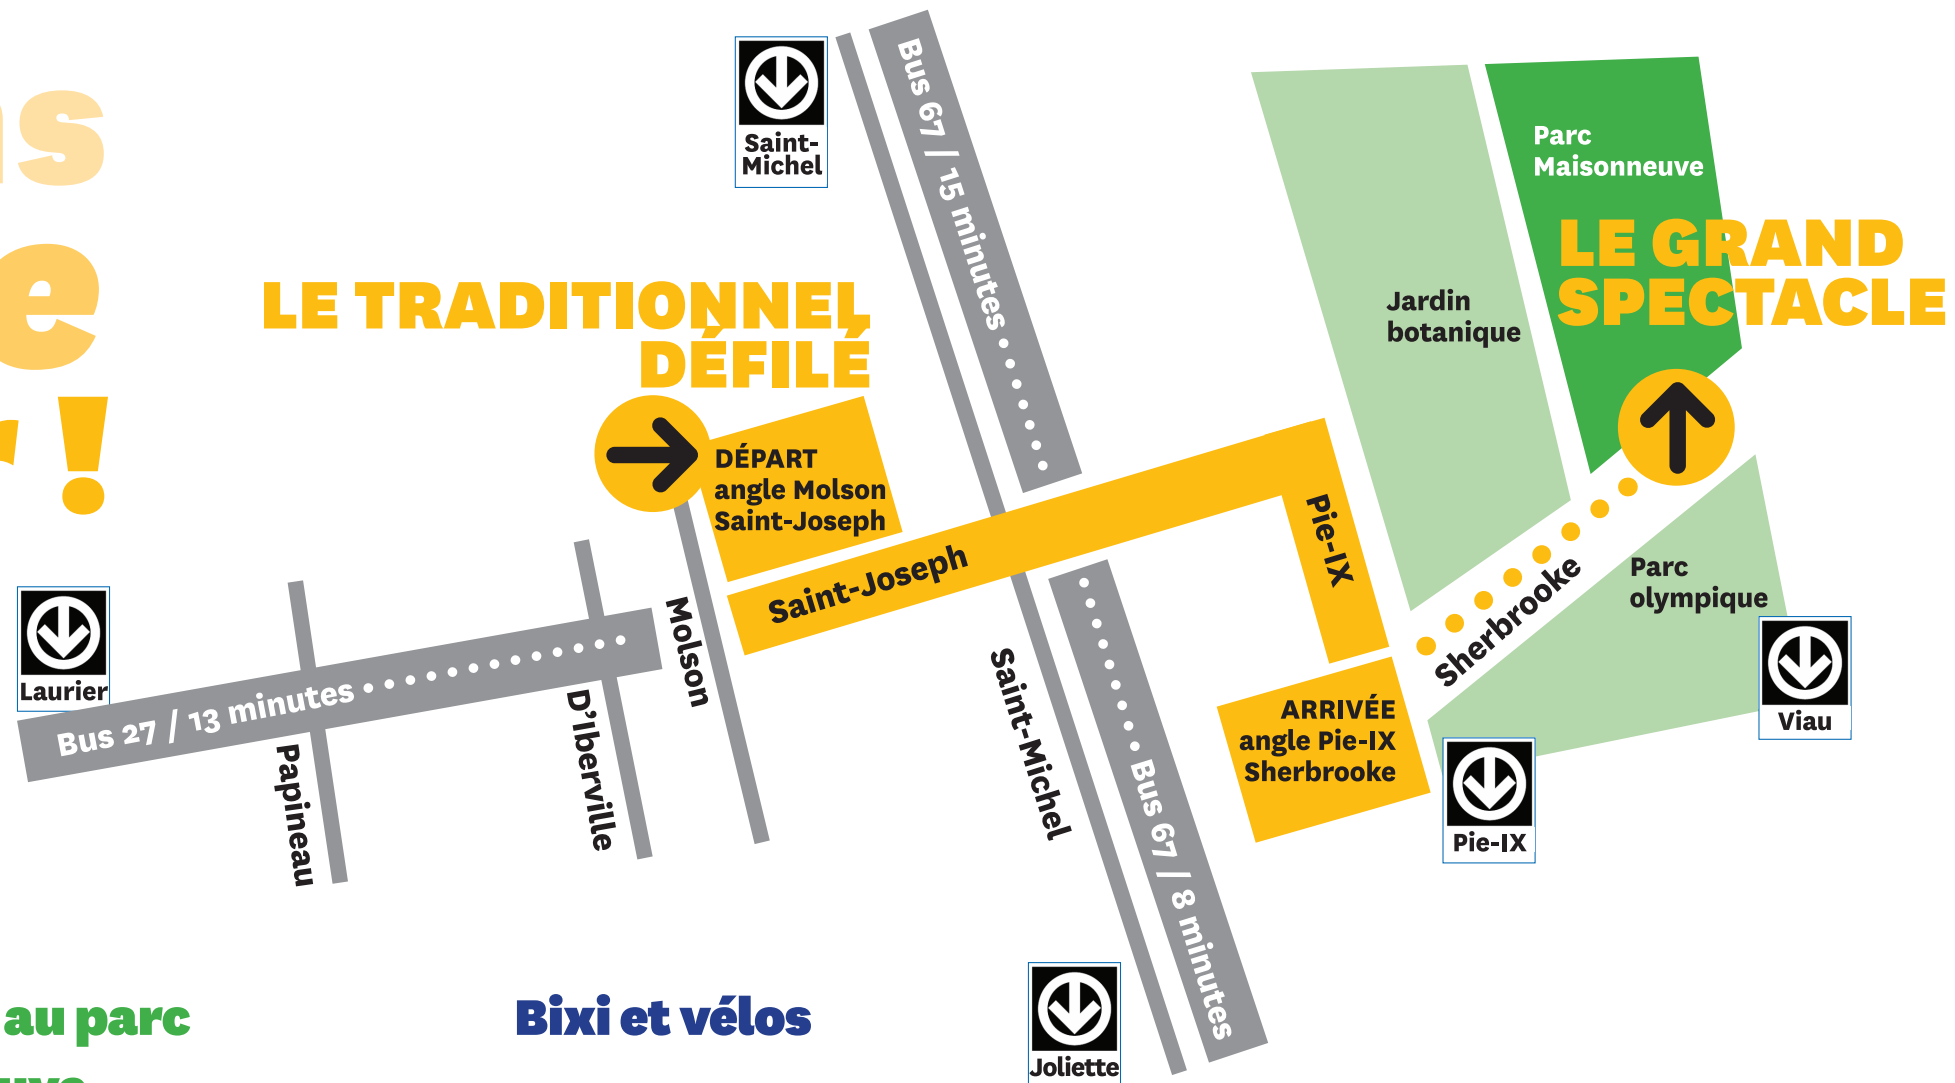 Saint-
Michel
Bus 67 / 15 minutes
Parc
Maisonneuve
LE GRAND
SPECTACLE
Jardin
botanique
LE TRADITIONNEL
DÉFILÉ
DÉPART
angle Molson
Saint-Joseph
Saint-Joseph
Pie-IX
Sherbrooke
Parc
olympique
Laurier
Bus 27 / 13 minutes
Papineau
D'Iberville
Molson
Saint-Michel
Bus 67 / 8 minutes
ARRIVÉE
angle Pie-IX
Sherbrooke
Viau
Pie-IX
Joliette
au parc
Bixi et vélos